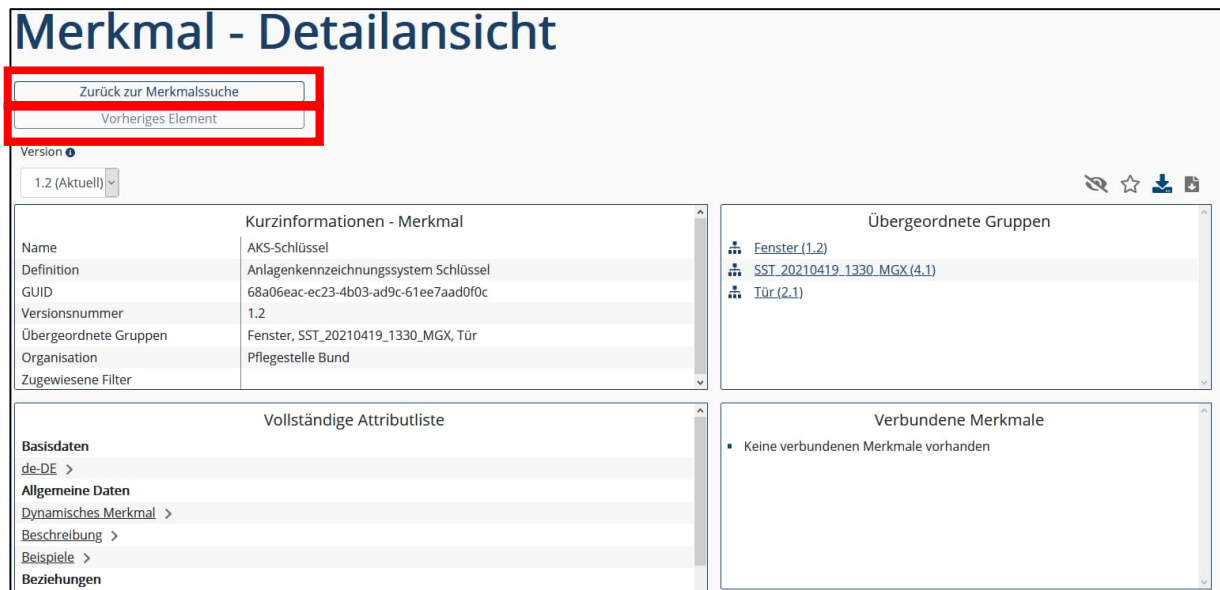 Merkmal - Detailansicht
Zurück zur Merkmalssuche
Vorheriges Element
Version
1.2 (Aktuell)
Kurzinformationen - Merkmal
Name AKS-Schlüssel
Definition Anlagenkennzeichnungssystem Schlüssel
GUID 68a06eac-ec23-4b03-ad9c-61ee7aad0f0c
Versionsnummer 1.2
Übergeordnete Gruppen Fenster, SST_20210419_1330_MGX, Tür
Organisation Pflegestelle Bund
Zugewiesene Filter
Übergeordnete Gruppen
Fenster (1.2)
SST_20210419_1330_MGX (4.1)
Tür (2.1)
Vollständige Attributliste
Basisdaten
de-DE >
Allgemeine Daten
Dynamisches Merkmal >
Beschreibung >
Beispiele >
Beziehungen
Verbundene Merkmale
Keine verbundenen Merkmale vorhanden